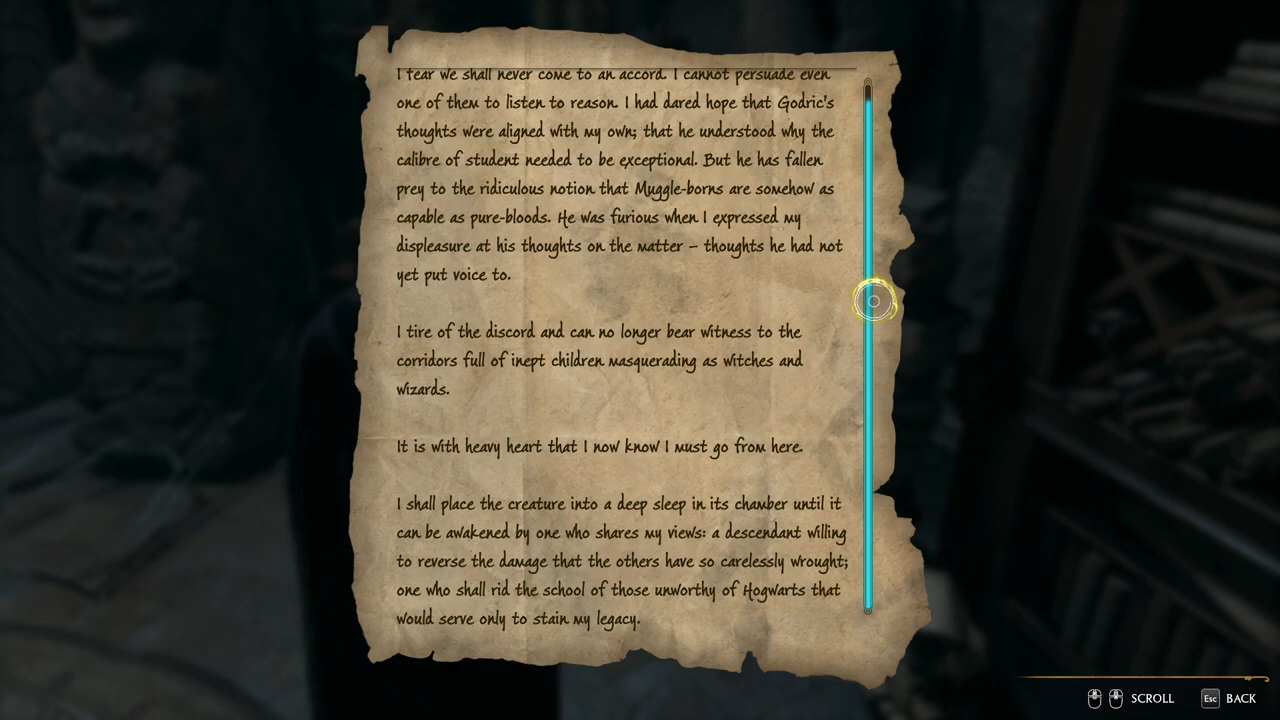 I fear we shall never come to an accord. I cannot persuade even
one of them to listen to reason. I had dared hope that Godric's
thoughts were aligned with my own; that he understood why the
calibre of student needed to be exceptional. But he has fallen
prey to the ridiculous notion that Muggle-borns are somehow as
capable as pure-bloods. He was furious when I expressed my
displeasure at his thoughts on the matter – thoughts he had not
yet put voice to.
I tire of the discord and can no longer bear witness to the
corridors full of inept children masquerading as witches and
wizards.
It is with heavy heart that I now know I must go from here.
I shall place the creature into a deep sleep in its chamber until it
can be awakened by one who shares my views: a descendant willing
to reverse the damage that the others have so carelessly wrought;
one who shall rid the school of those unworthy of Hogwarts that
would serve only to stain my legacy.
SCROLL Esc BACK